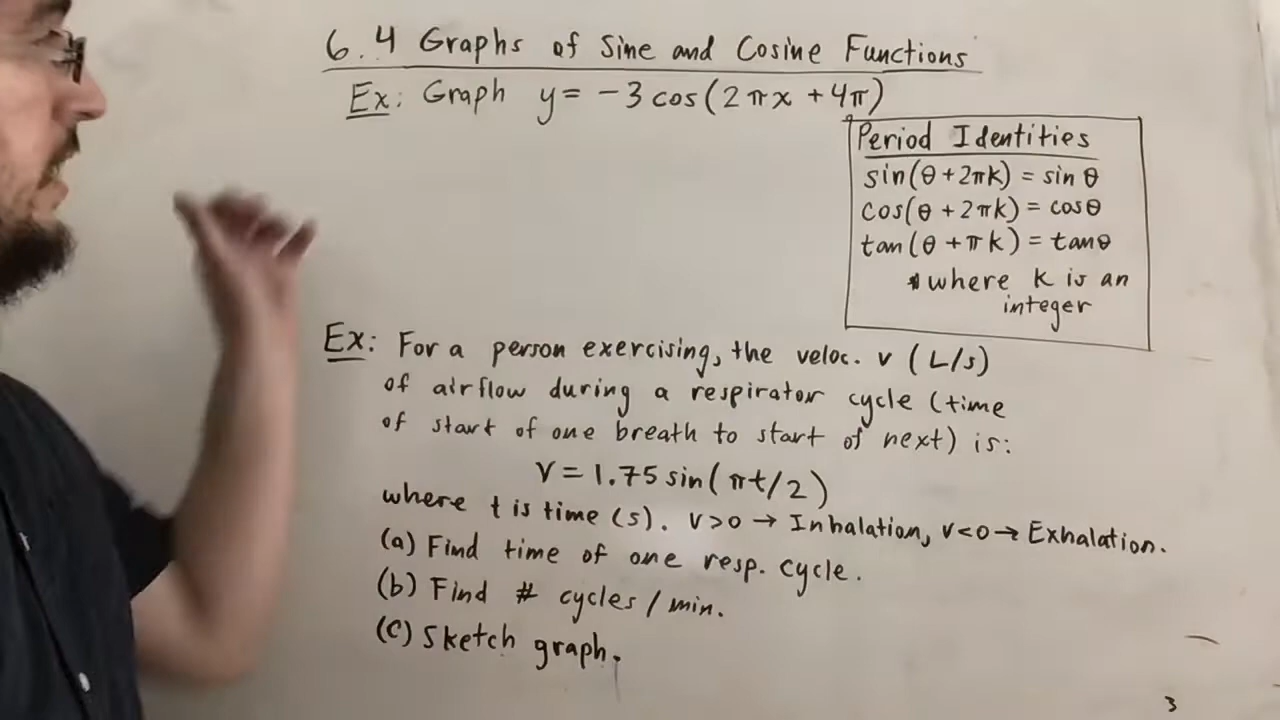 6.4 Graphs of Sine and Cosine Functions
Ex: Graph y = -3 cos(2πx + 4π)
Period Identities
sin(θ + 2πk) = sin θ
cos(θ + 2πk) = cosθ
tan(θ + πk) = tanθ
* where k is an
integer
Ex: For a person exercising, the veloc. v (L/s)
of airflow during a respirator cycle (time
of start of one breath to start of next) is:
v = 1.75 sin(πt/2)
where t is time (s). v>0 → Inhalation, v<0 → Exhalation.
(a) Find time of one resp. cycle.
(b) Find # cycles / min.
(c) Sketch graph.
3